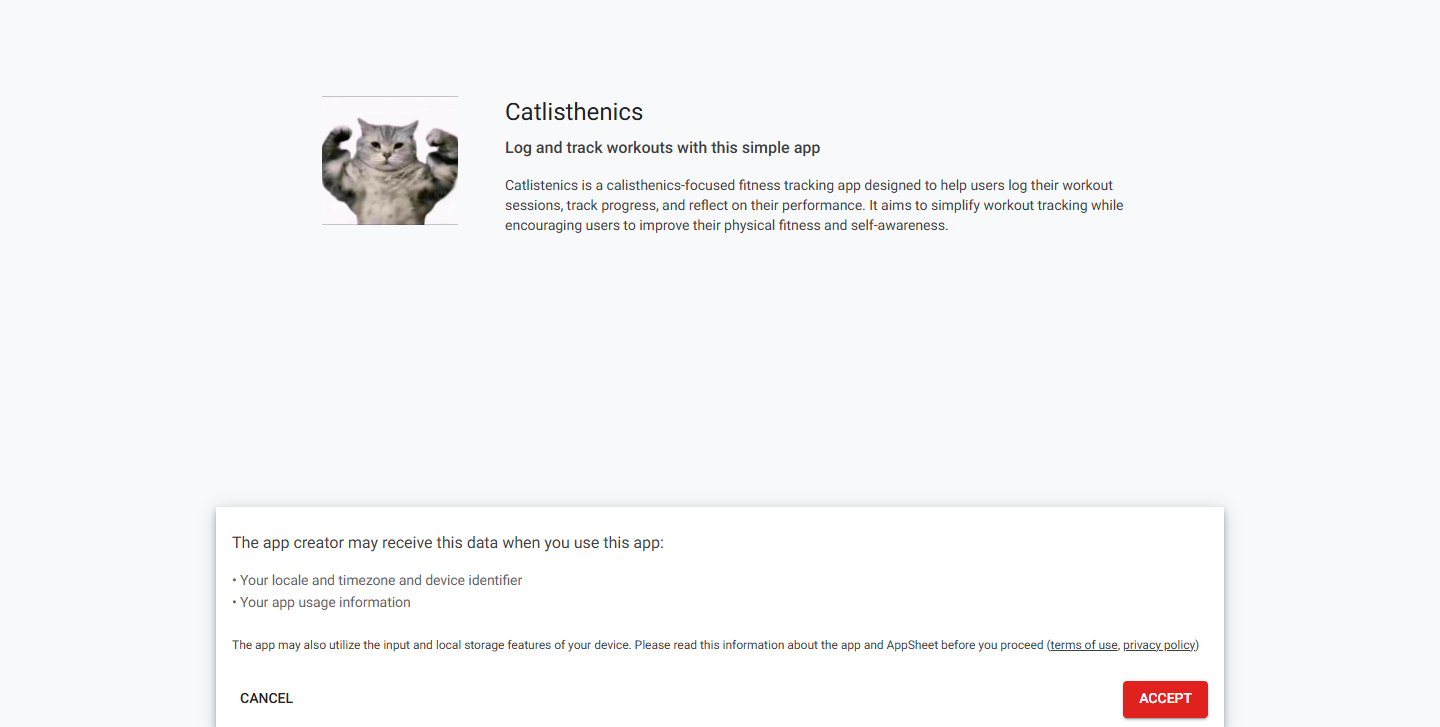 Catlisthenics
Log and track workouts with this simple app
Catlistenics is a calisthenics-focused fitness tracking app designed to help users log their workout
sessions, track progress, and reflect on their performance. It aims to simplify workout tracking while
encouraging users to improve their physical fitness and self-awareness.
The app creator may receive this data when you use this app:
• Your locale and timezone and device identifier
• Your app usage information
The app may also utilize the input and local storage features of your device. Please read this information about the app and AppSheet before you proceed (terms of use, privacy policy)
CANCEL
ACCEPT